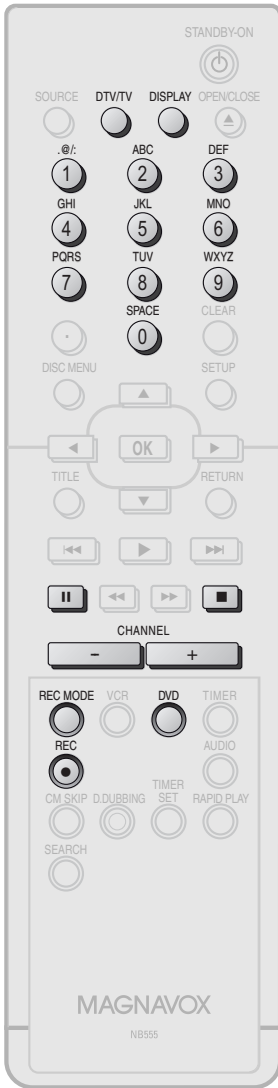 STANDBY-ON
SOURCE DTV/TV DISPLAY OPEN/CLOSE
.@/: ABC DEF
1 2 3
GHI JKL MNO
4 5 6
PQRS TUV WXYZ
7 8 9
SPACE CLEAR
0
DISC MENU SETUP
OK
TITLE RETURN
CHANNEL
- +
REC MODE VCR DVD TIMER
REC AUDIO
CM SKIP D.DUBBING TIMER SET RAPID PLAY
SEARCH
MAGNAVOX
NB555